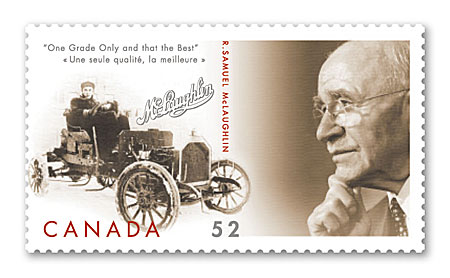 "One Grade Only and that the Best"
« Une seule qualité, la meilleure »
McLaughlin
R. SAMUEL McLAUGHLIN
CANADA 52